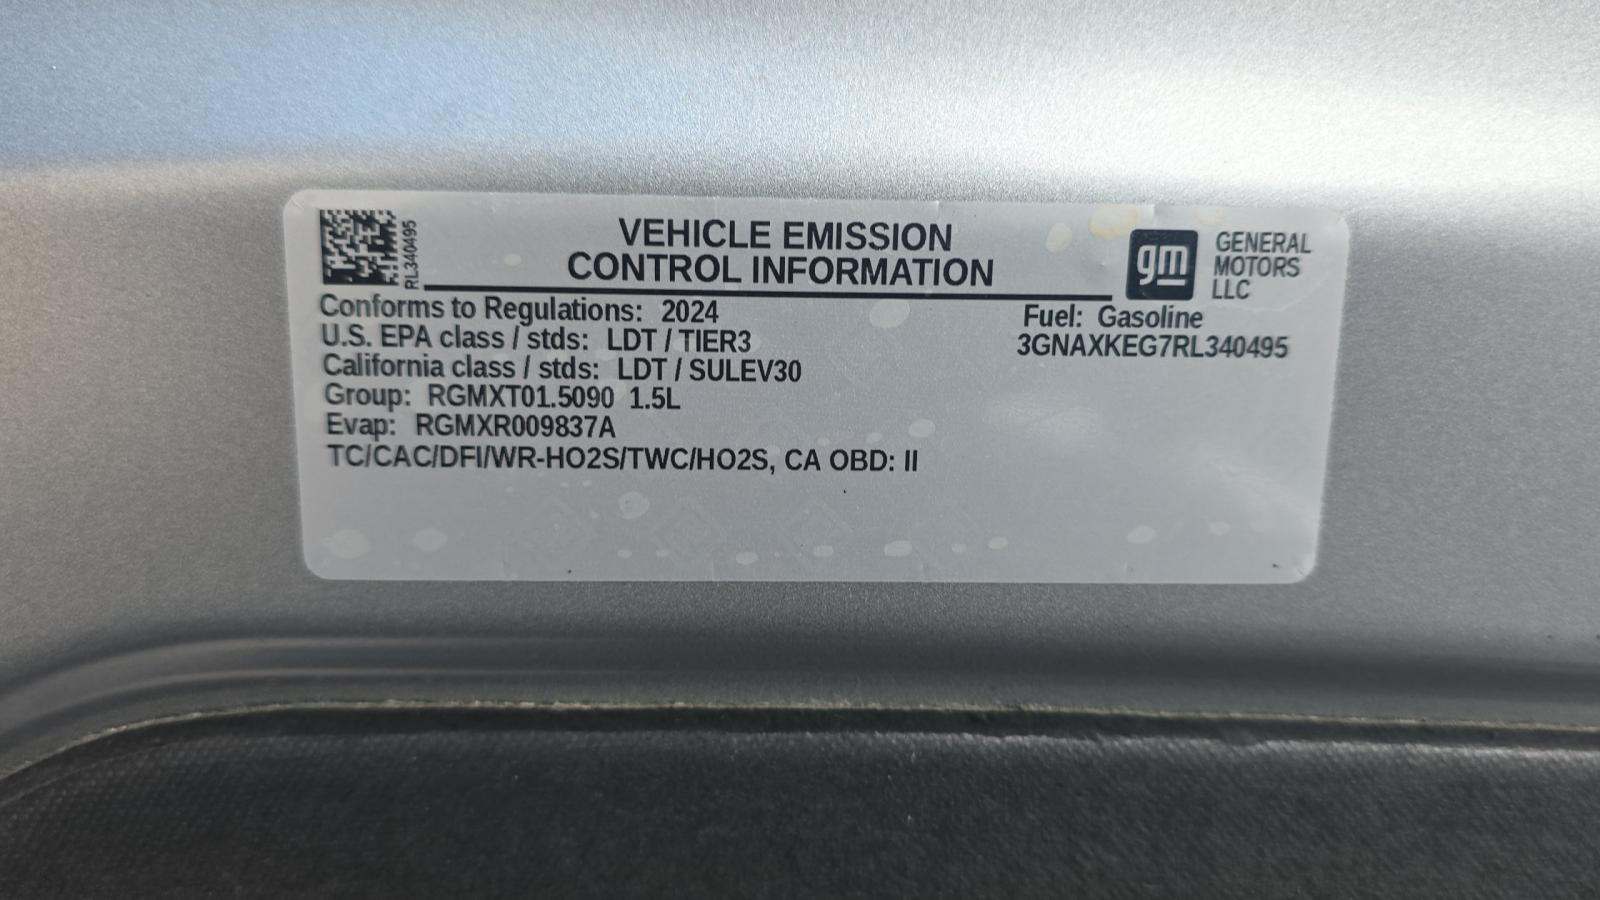 RL340495
VEHICLE EMISSION
CONTROL INFORMATION
gm
GENERAL
MOTORS
LLC
Conforms to Regulations: 2024
U.S. EPA class / stds: LDT / TIER3
California class / stds: LDT / SULEV30
Group: RGMXT01.5090 1.5L
Evap: RGMXR009837A
TC/CAC/DFI/WR-HO2S/TWC/HO2S, CA OBD: II
Fuel: Gasoline
3GNAXKEG7RL340495